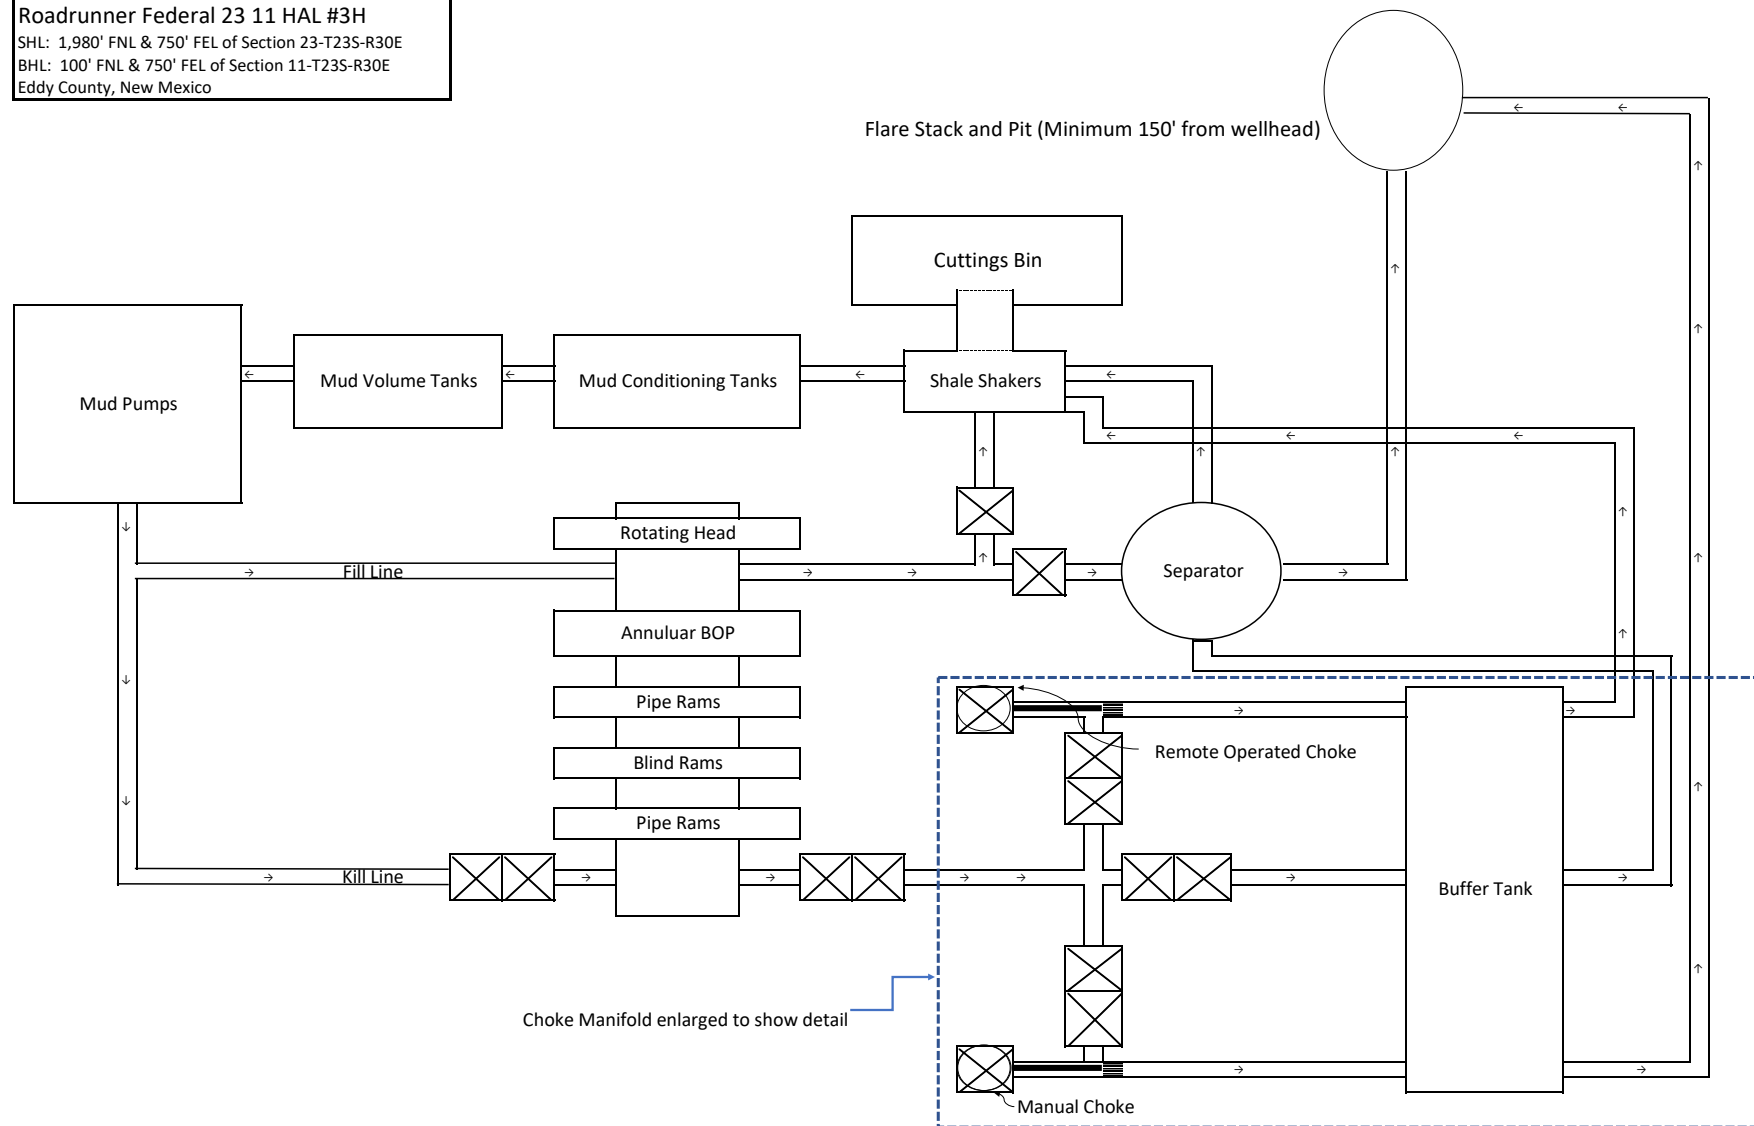 Roadrunner Federal 23 11 HAL #3H
SHL:  1,980' FNL & 750' FEL of Section 23-T23S-R30E
BHL:  100' FNL & 750' FEL of Section 11-T23S-R30E
Eddy County, New Mexico
Flare Stack and Pit (Minimum 150' from wellhead)
Cuttings Bin
Mud Pumps
Mud Volume Tanks
Mud Conditioning Tanks
Shale Shakers
Rotating Head
Fill Line
Separator
Annuluar BOP
Pipe Rams
Remote Operated Choke
Blind Rams
Pipe Rams
Kill Line
Buffer Tank
Choke Manifold enlarged to show detail
Manual Choke